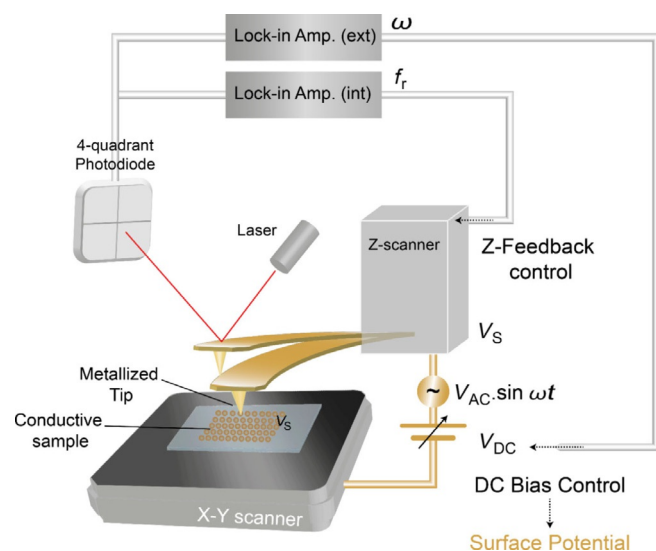 Lock-in Amp. (ext)
ω
Lock-in Amp. (int)
fr
4-quadrant
Photodiode
Laser
Z-scanner
Z-Feedback
control
VS
Metallized
Tip
~
VAC.sin ωt
Conductive
sample
VS
VDC
DC Bias Control
X-Y scanner
Surface Potential